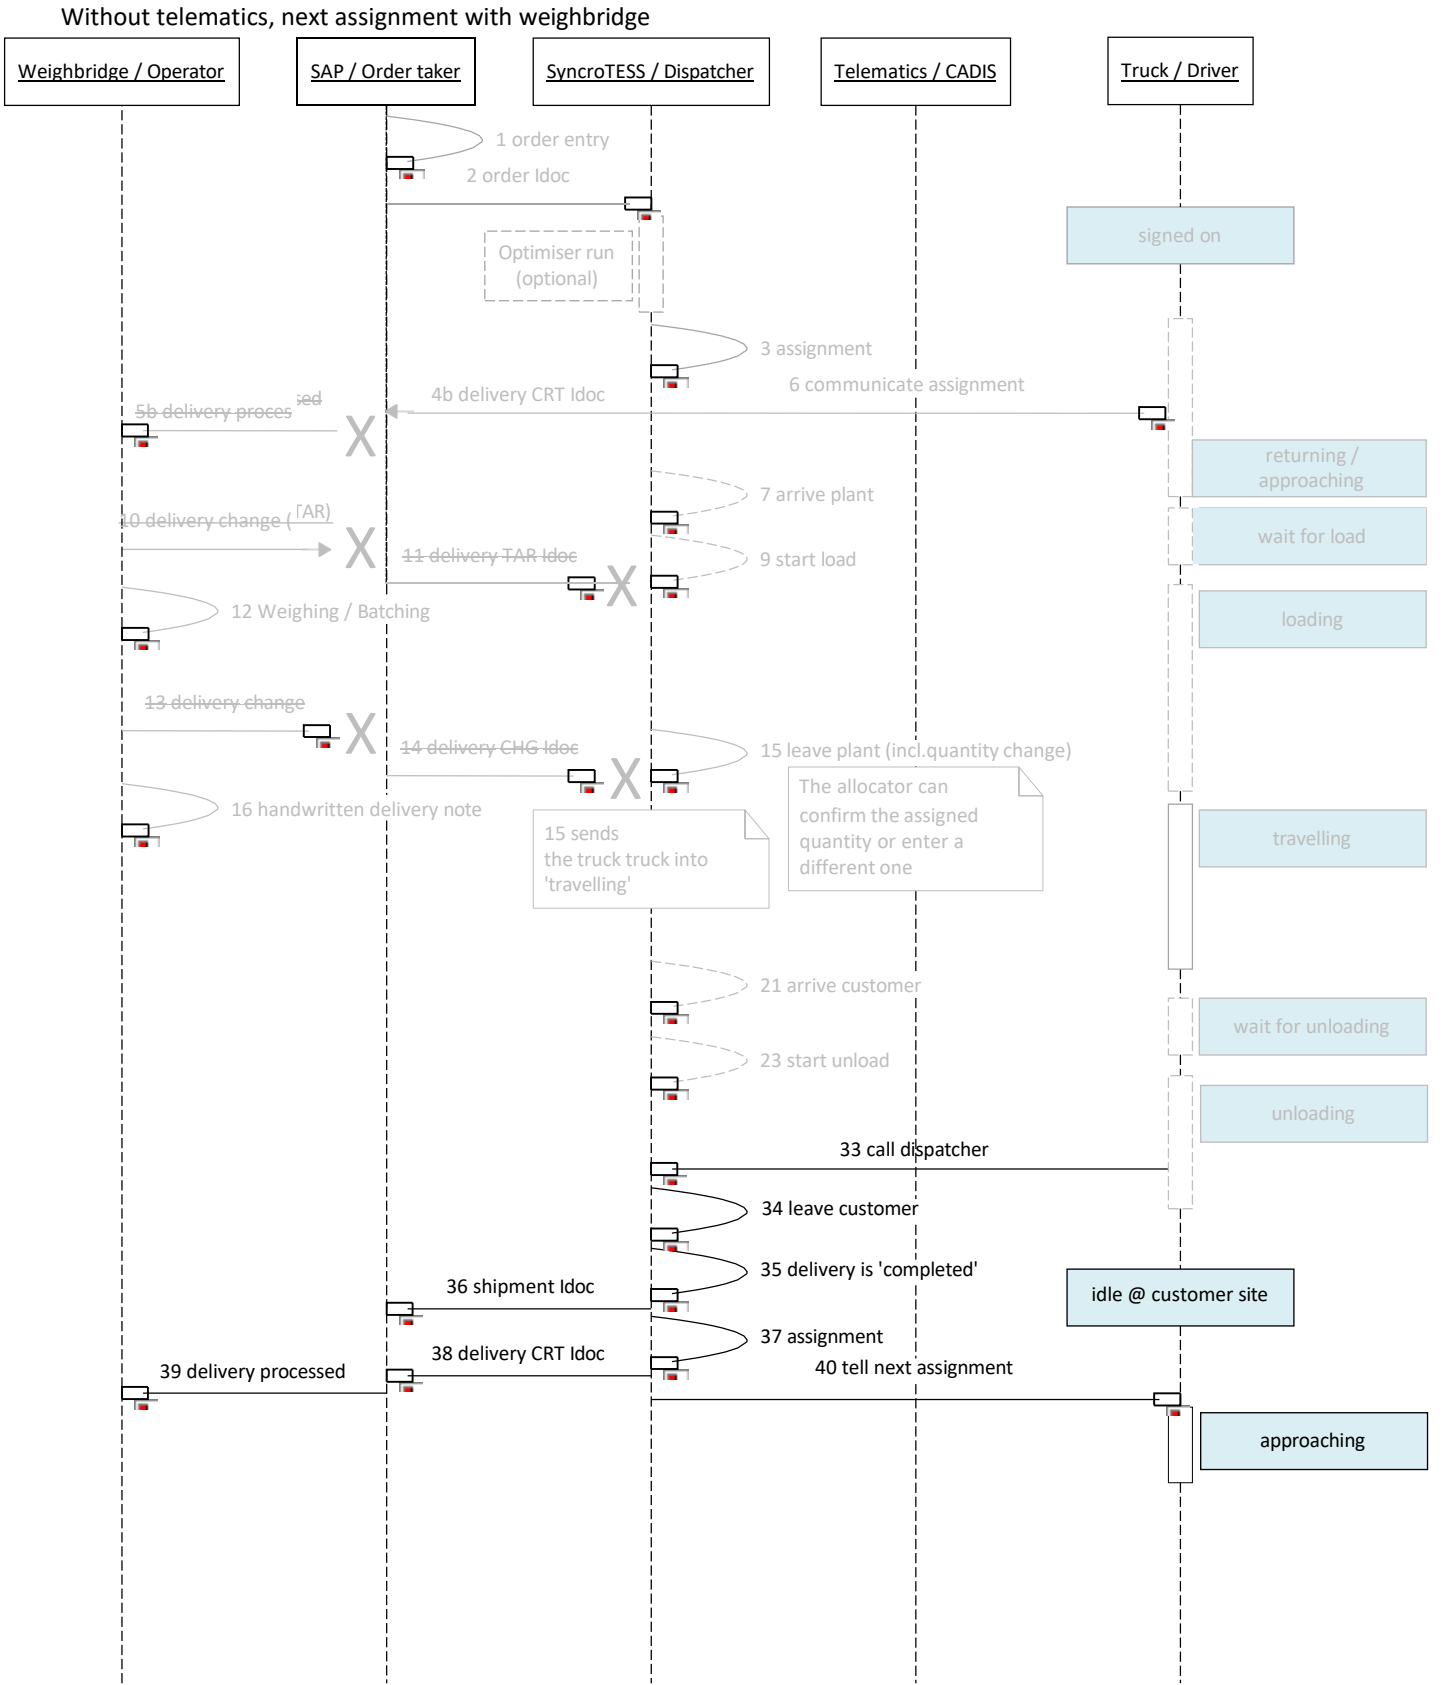 Without telematics, next assignment with weighbridge
Weighbridge / Operator
SAP / Order taker
SyncroTESS / Dispatcher
Telematics / CADIS
Truck / Driver
1 order entry
2 order Idoc
signed on
Optimiser run
(optional)
3 assignment
6 communicate assignment
4b delivery CRT Idoc
5b delivery processed
X
returning /
approaching
7 arrive plant
10 delivery change (TAR)
wait for load
X
11 delivery TAR Idoc
9 start load
X
12 Weighing / Batching
loading
13 delivery change
X
14 delivery CHG Idoc
15 leave plant (incl.quantity change)
X
The allocator can
confirm the assigned
quantity or enter a
different one
16 handwritten delivery note
15 sends
the truck truck into
'travelling'
travelling
21 arrive customer
wait for unloading
23 start unload
unloading
33 call dispatcher
34 leave customer
35 delivery is 'completed'
36 shipment Idoc
idle @ customer site
37 assignment
38 delivery CRT Idoc
39 delivery processed
40 tell next assignment
approaching